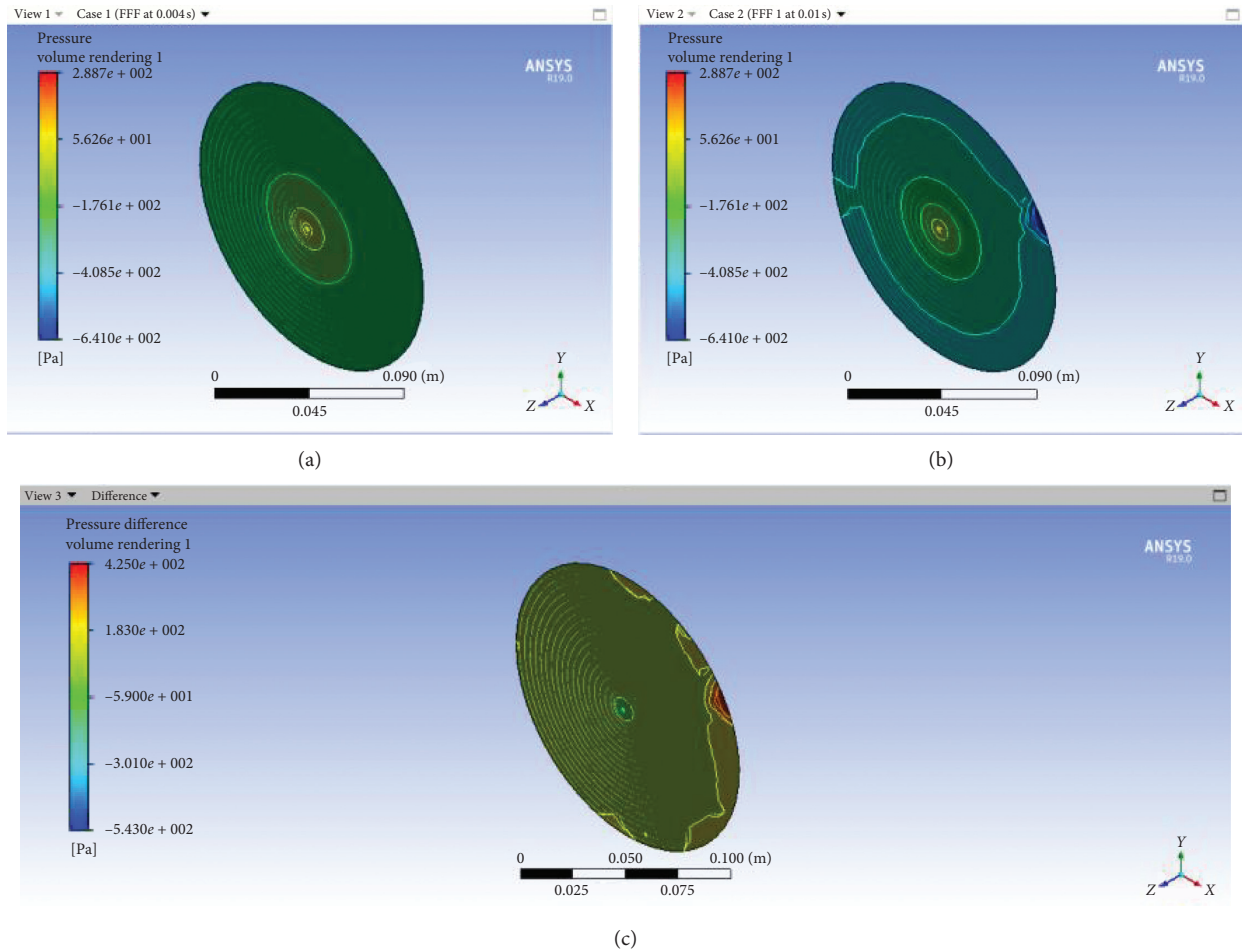 View 1 Case 1 (FFF at 0.004 s)
Pressure
volume rendering 1
2.887e + 002
5.626e + 001
–1.761e + 002
–4.085e + 002
–6.410e + 002
[Pa]
ANSYS
R19.0
0 0.090 (m)
0.045
Y
Z X
(a)
View 2 Case 2 (FFF 1 at 0.01 s)
Pressure
volume rendering 1
2.887e + 002
5.626e + 001
–1.761e + 002
–4.085e + 002
–6.410e + 002
[Pa]
ANSYS
R19.0
0 0.090 (m)
0.045
Y
Z X
(b)
View 3 Difference
Pressure difference
volume rendering 1
4.250e + 002
1.830e + 002
–5.900e + 001
–3.010e + 002
–5.430e + 002
[Pa]
ANSYS
R19.0
0 0.050 0.100 (m)
0.025 0.075
Y
Z X
(c)